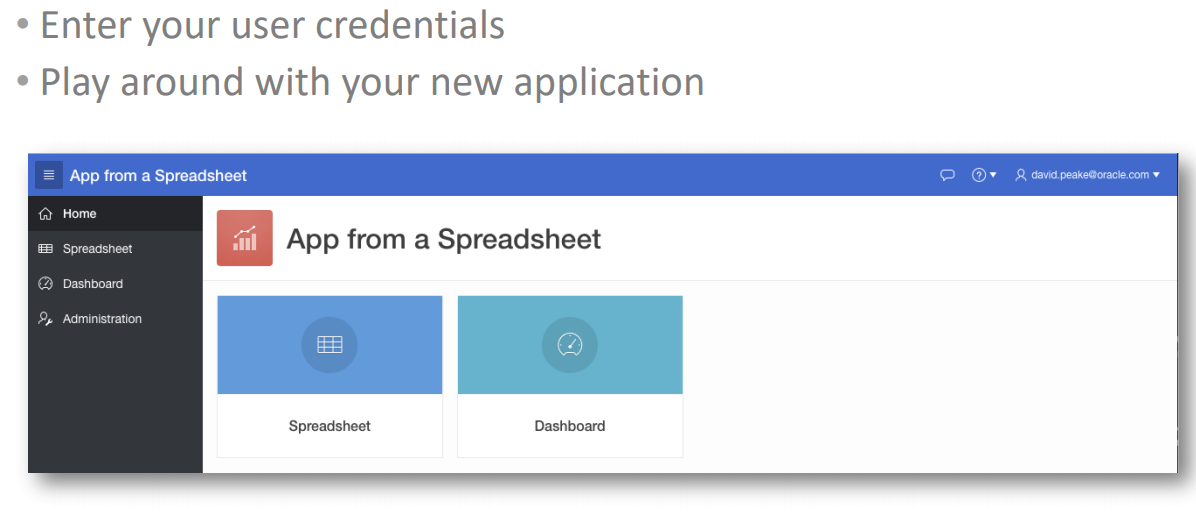 • Enter your user credentials
• Play around with your new application
App from a Spreadsheet
david.peake@oracle.com
Home
Spreadsheet
Dashboard
Administration
App from a Spreadsheet
Spreadsheet
Dashboard